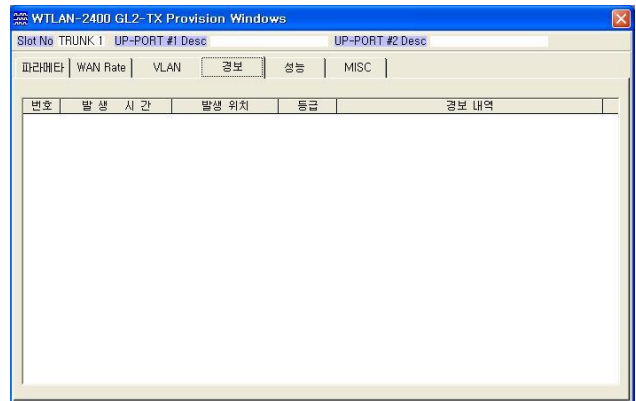 WTLAN-2400 GL2-TX Provision Windows
Slot No TRUNK 1 UP-PORT #1 Desc UP-PORT #2 Desc
파라메타 WAN Rate VLAN 경보 성능 MISC
번호 발 생 시 간 발생 위치 등급 경보 내역